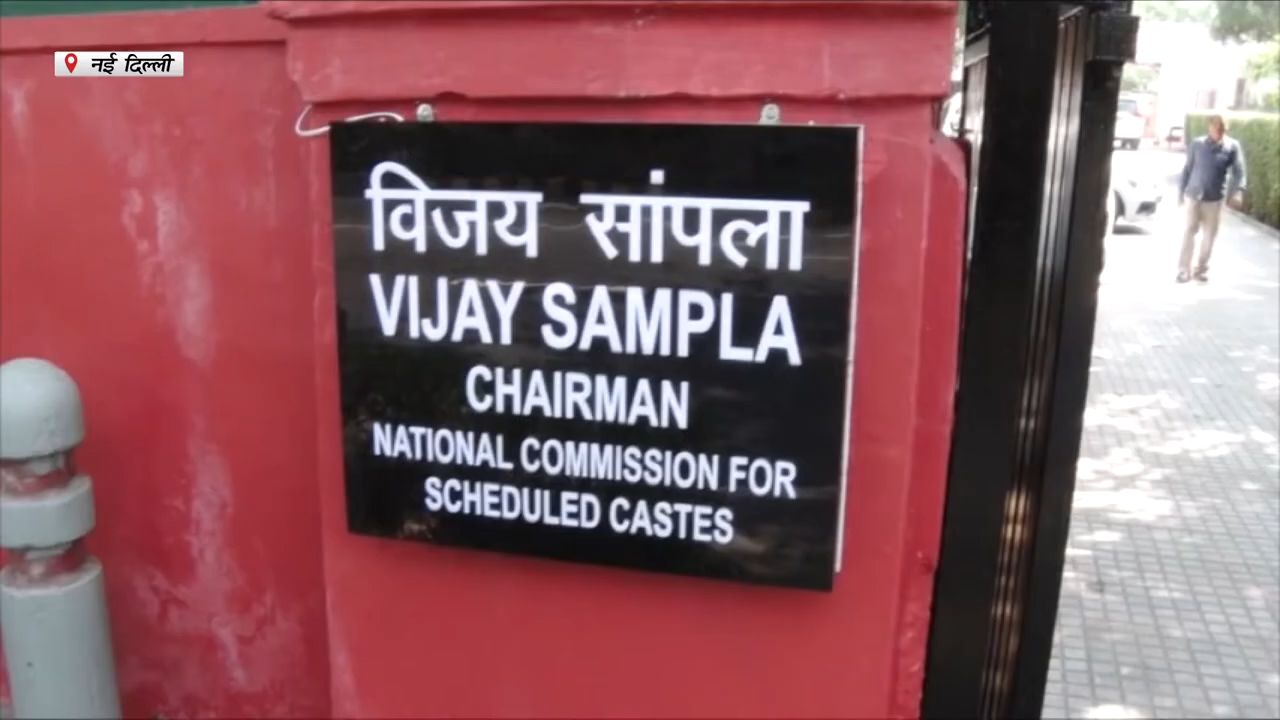 नई दिल्ली
विजय सांपला
VIJAY SAMPLA
CHAIRMAN
NATIONAL COMMISSION FOR
SCHEDULED CASTES